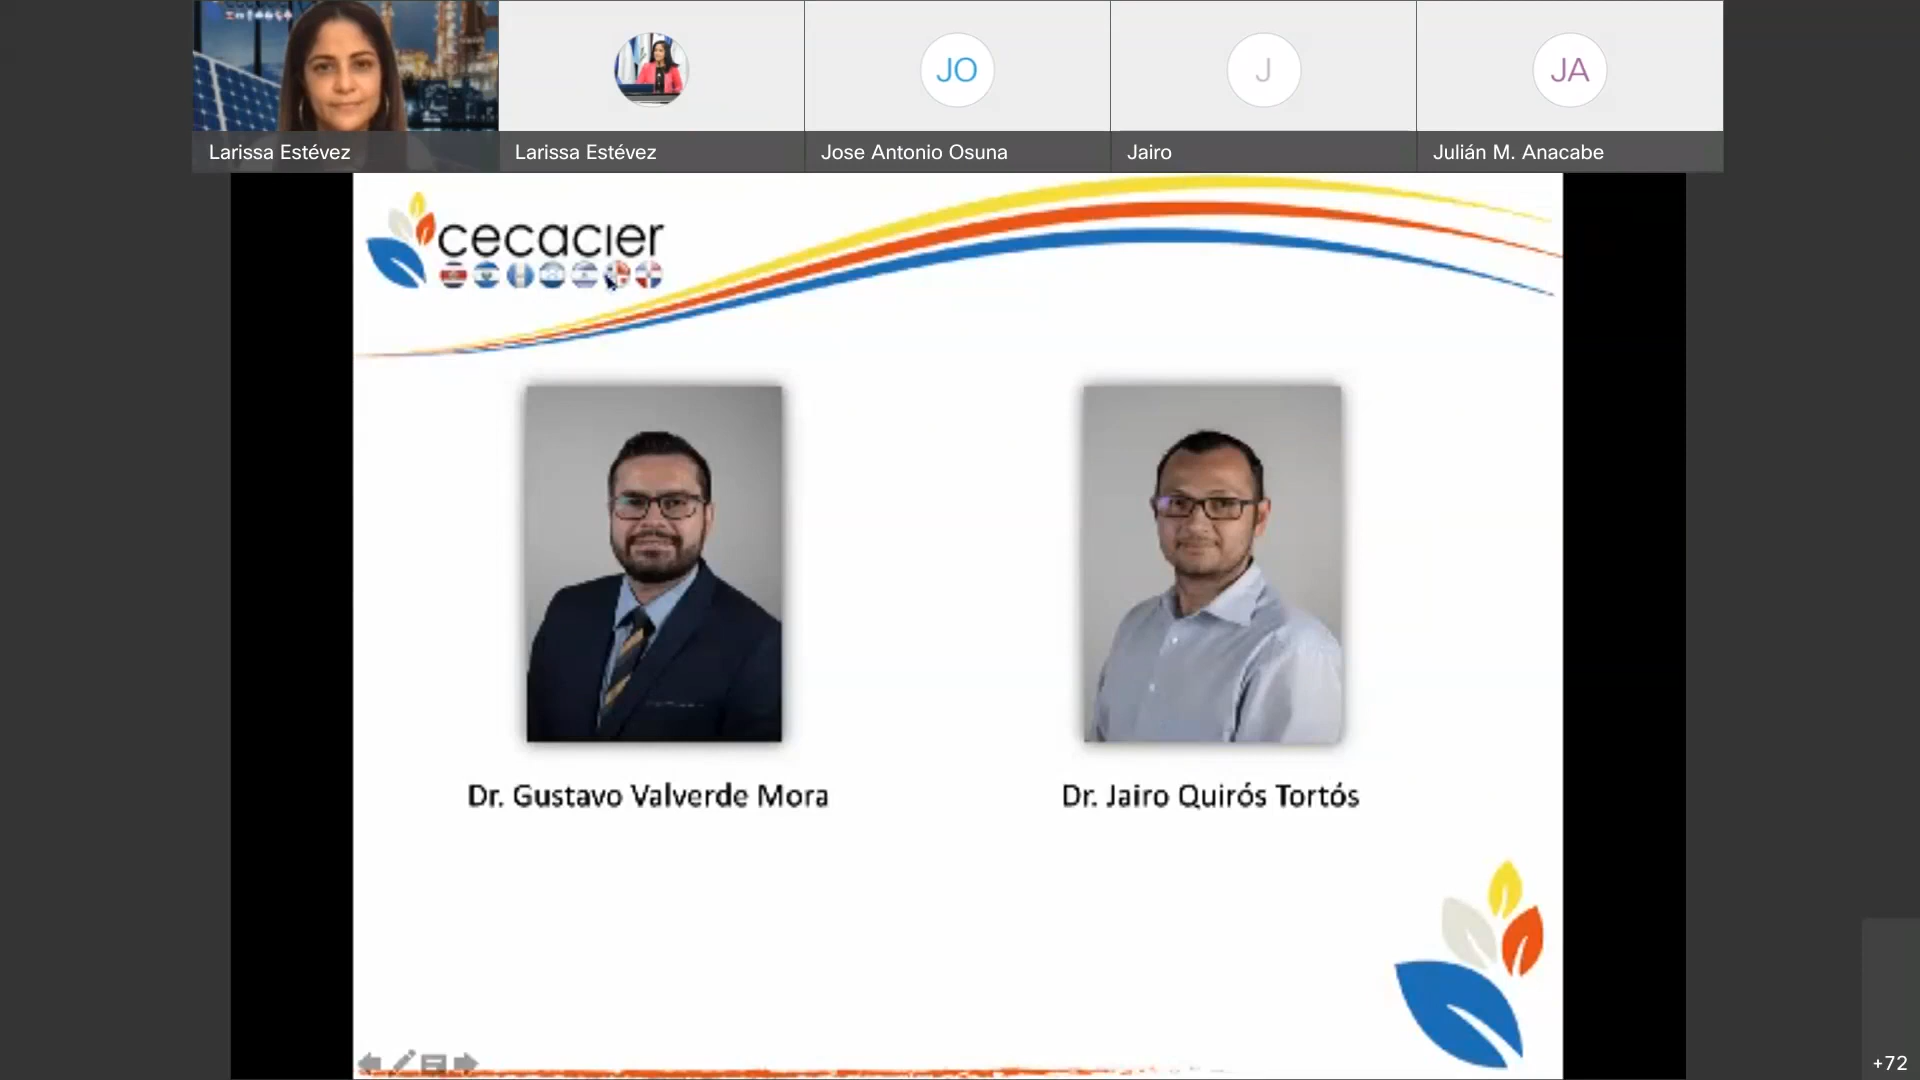 Larissa Estévez
Larissa Estévez
JO
Jose Antonio Osuna
J
Jairo
JA
Julián M. Anacabe
cecacier
Dr. Gustavo Valverde Mora
Dr. Jairo Quirós Tortós
+72